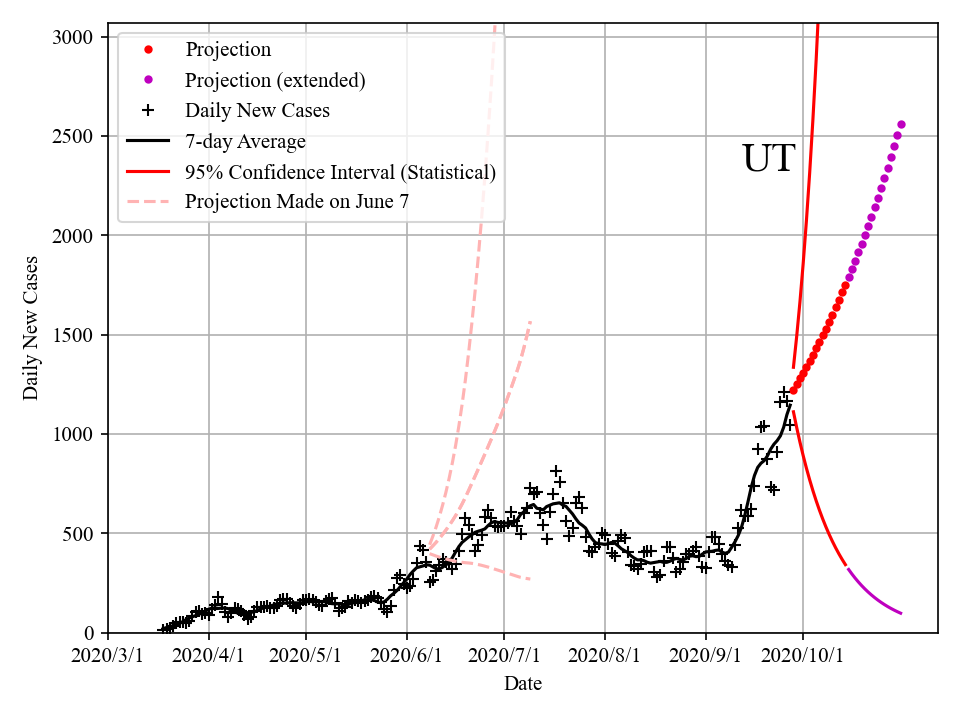 3000
2500
2000
1500
1000
500
0
Daily New Cases
Projection
Projection (extended)
Daily New Cases
7-day Average
95% Confidence Interval (Statistical)
Projection Made on June 7
UT
2020/3/1 2020/4/1 2020/5/1 2020/6/1 2020/7/1 2020/8/1 2020/9/1 2020/10/1
Date